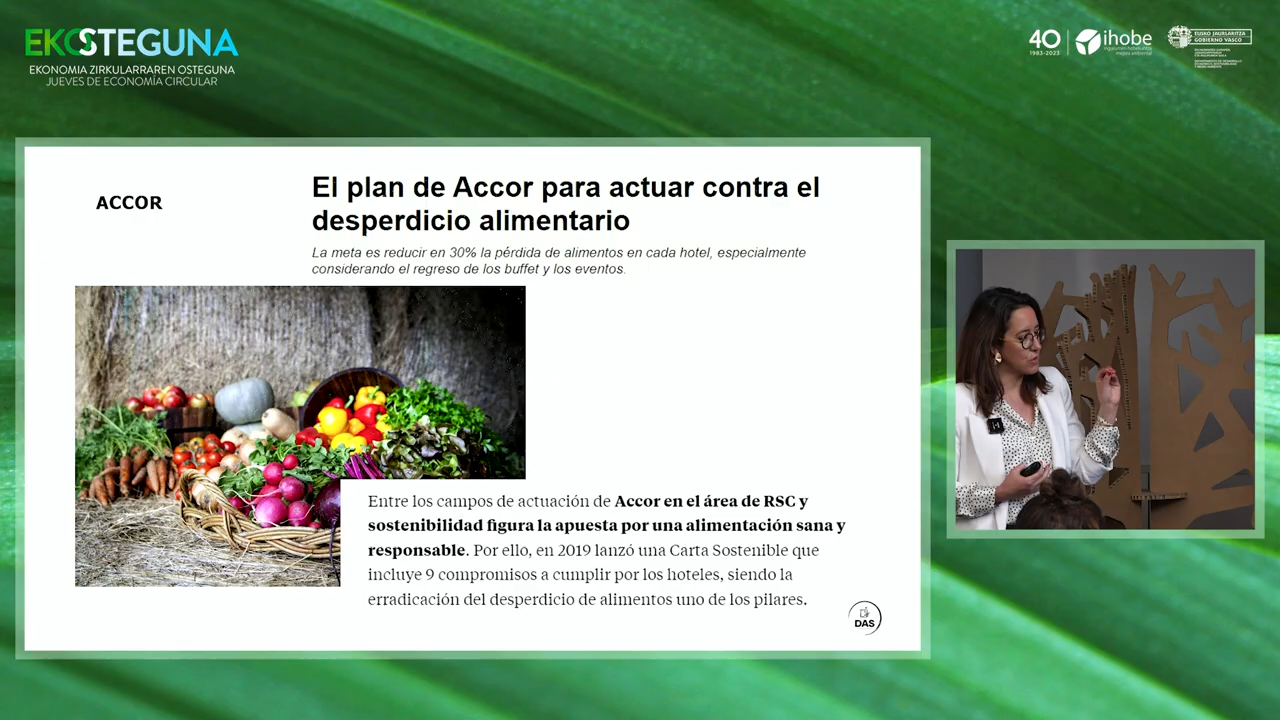 EKOSTEGUNA
EKONOMIA ZIRKULARRAREN OSTEGUNA
JUEVES DE ECONOMÍA CIRCULAR
40
1983-2023
ihobe
EUSKO JAURLARITZA
GOBIERNO VASCO
ACCOR
El plan de Accor para actuar contra el
desperdicio alimentario
La meta es reducir en 30% la pérdida de alimentos en cada hotel, especialmente
considerando el regreso de los buffet y los eventos.
Entre los campos de actuación de Accor en el área de RSC y
sostenibilidad figura la apuesta por una alimentación sana y
responsable. Por ello, en 2019 lanzó una Carta Sostenible que
incluye 9 compromisos a cumplir por los hoteles, siendo la
erradicación del desperdicio de alimentos uno de los pilares.
DAS